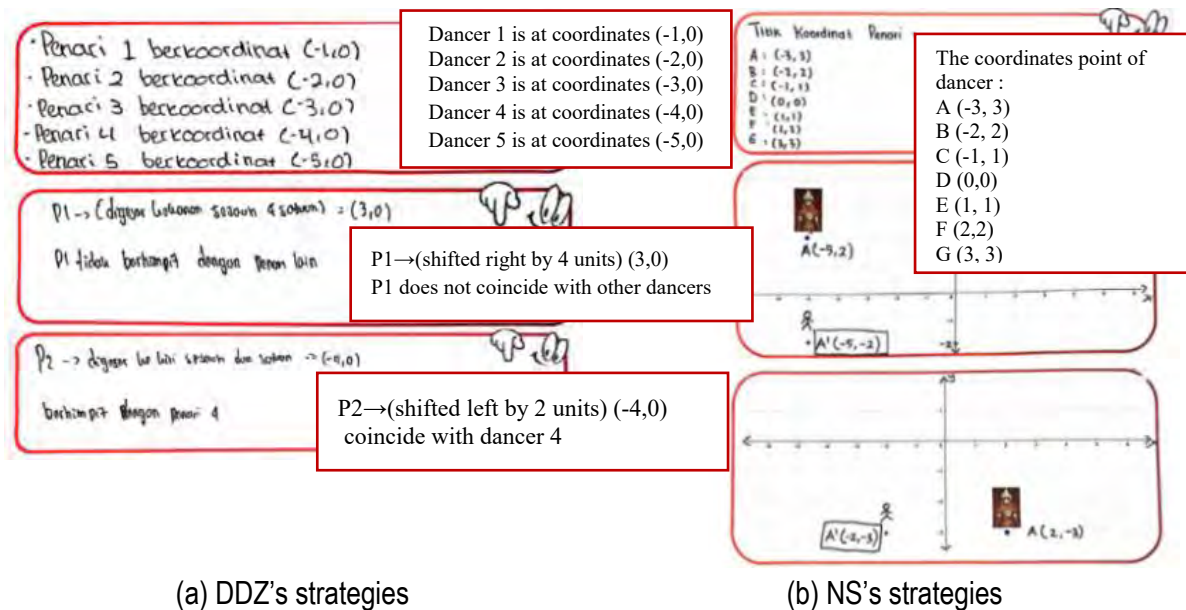 Penari 1 berkoordinat (-1,0)
Penari 2 berkoordinat (-2,0)
Penari 3 berkoordinat (-3,0)
Penari 4 berkoordinat (-4,0)
Penari 5 berkoordinat (-5,0)
Dancer 1 is at coordinates (-1,0)
Dancer 2 is at coordinates (-2,0)
Dancer 3 is at coordinates (-3,0)
Dancer 4 is at coordinates (-4,0)
Dancer 5 is at coordinates (-5,0)
P1 → (digeser kekanan sebanyak 4 satuan) = (3,0)
P1 tidak berhimpit dengan penari lain
P1→(shifted right by 4 units) (3,0)
P1 does not coincide with other dancers
P2 → digeser ke kiri dua satuan (-4,0)
berhimpit dengan penari 4
P2→(shifted left by 2 units) (-4,0)
coincide with dancer 4
(a) DDZ's strategies
Titik Koordinat Penari
A : (-3, 3)
B : (-2, 2)
C : (-1, 1)
D : (0,0)
E : (1,1)
F : (2,2)
G : (3,3)
The coordinates point of
dancer :
A (-3, 3)
B (-2, 2)
C (-1, 1)
D (0,0)
E (1, 1)
F (2,2)
G (3, 3)
A(-5,2)
A'(-5,-2)
-2
y
A'(-2,-3)
A(2,-3)
(b) NS's strategies